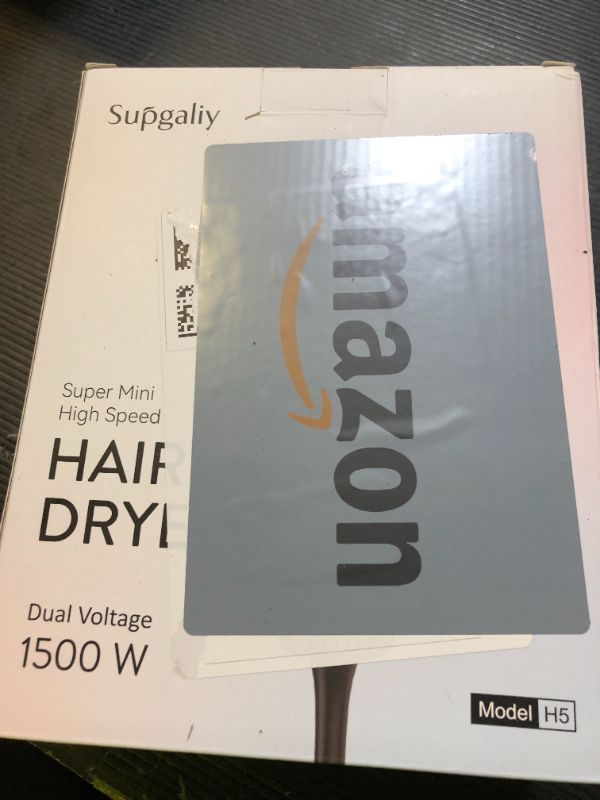 Supgaliy
amazon
Super Mini
High Speed
HAIR
DRYE
Dual Voltage
1500 W
Model H5